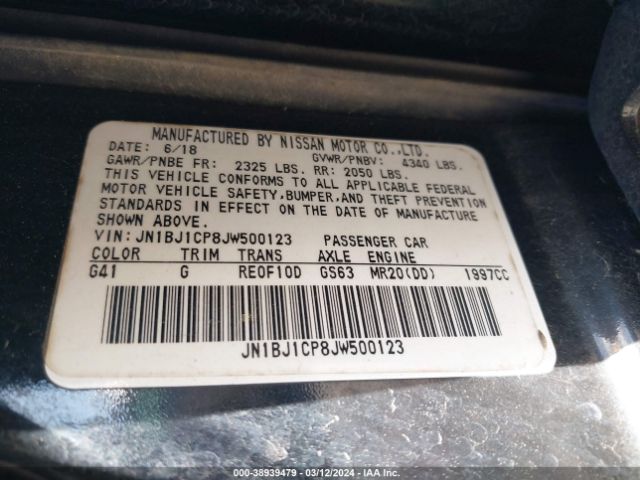 MANUFACTURED BY NISSAN MOTOR CO.,LTD.
DATE: 6/18 GVWR/PNBV: 4340 LBS.
GAWR/PNBE FR: 2325 LBS. RR: 2050 LBS.
THIS VEHICLE CONFORMS TO ALL APPLICABLE FEDERAL
MOTOR VEHICLE SAFETY,BUMPER,AND THEFT PREVENTION
STANDARDS IN EFFECT ON THE DATE OF MANUFACTURE
SHOWN ABOVE.
VIN: JN1BJ1CP8JW500123 PASSENGER CAR
COLOR TRIM TRANS AXLE ENGINE
G41 G RE0F10D GS63 MR20(DD) 1997CC
JN1BJ1CP8JW500123
000-38939479 - 03/12/2024 - IAAI.CA